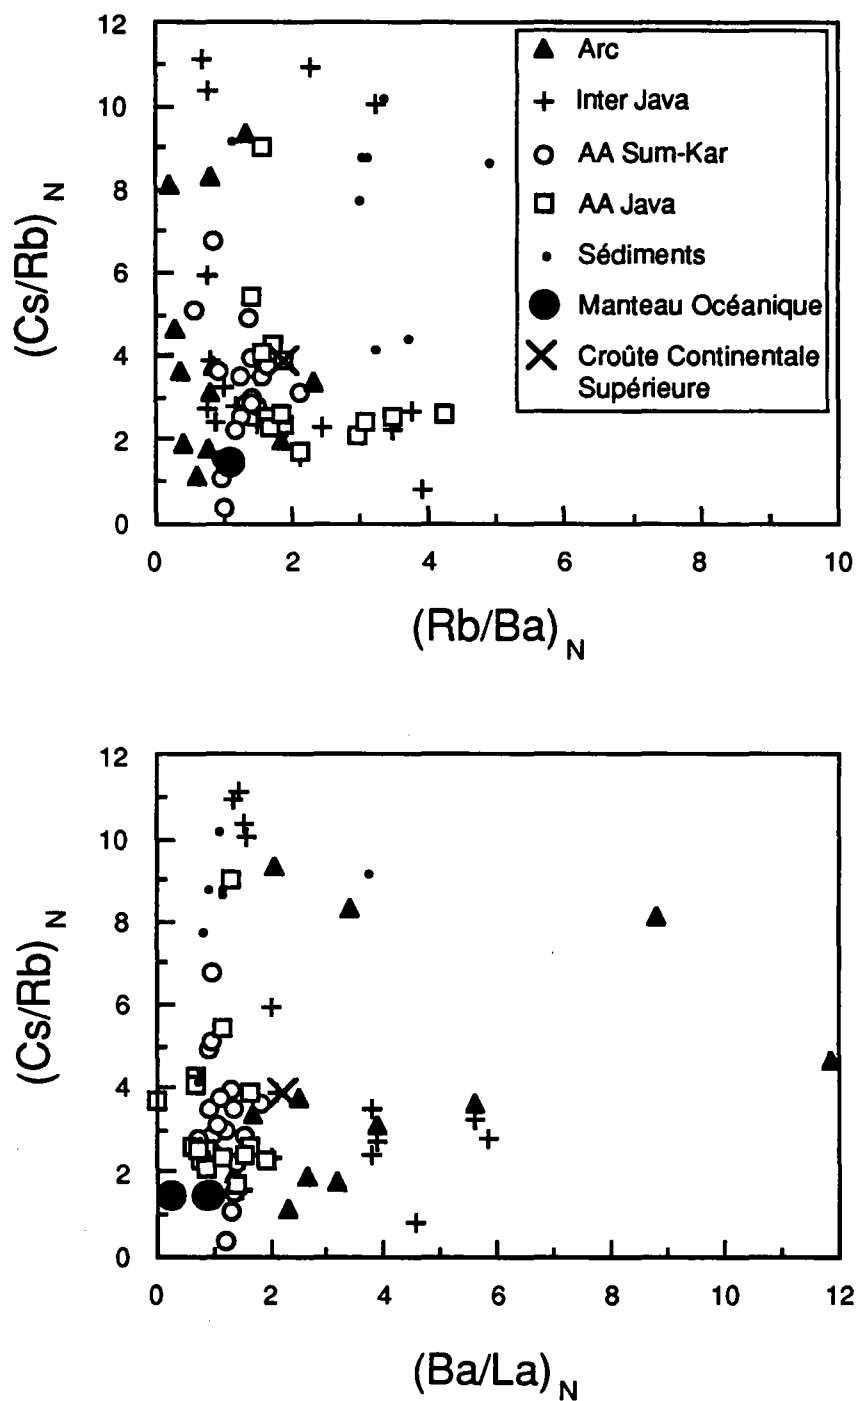 12
10
8
6
4
2
0
(Cs/Rb)N
Arc
Inter Java
AA Sum-Kar
AA Java
Sédiments
Manteau Océanique
Croûte Continentale
Supérieure
0 2 4 6 8 10
(Rb/Ba)N
12
10
8
6
4
2
0
(Cs/Rb)N
0 2 4 6 8 10 12
(Ba/La)N